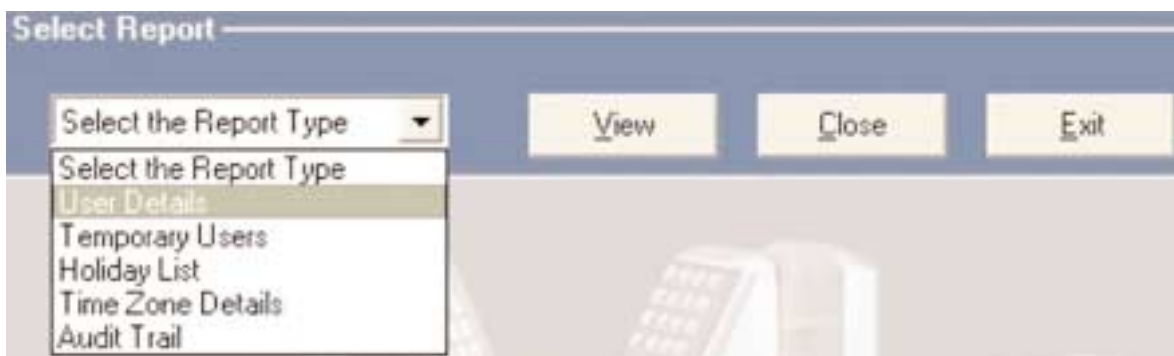 Select Report
Select the Report Type
View
Close
Exit
Select the Report Type
User Details
Temporary Users
Holiday List
Time Zone Details
Audit Trail